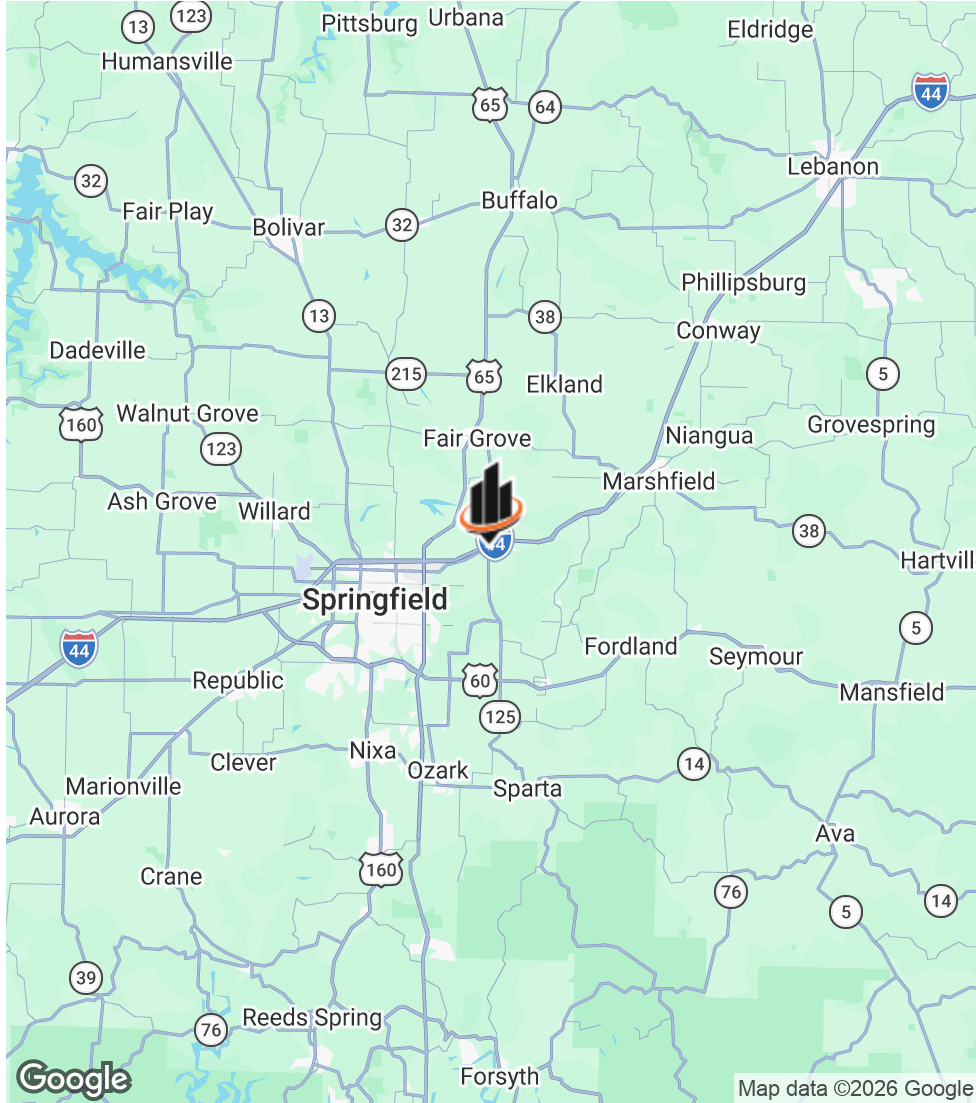 Pittsburg
Urbana
13
123
Eldridge
Humansville
44
65
64
Lebanon
32
Fair Play
Buffalo
Bolivar
32
Phillipsburg
13
38
Conway
Dadeville
215
65
Elkland
5
160
Walnut Grove
Grovespring
123
Fair Grove
Niangua
Marshfield
Ash Grove
Willard
38
44
Hartvill
Springfield
5
44
Fordland
Seymour
Republic
60
Mansfield
125
Nixa
Clever
Ozark
14
Marionville
Sparta
Aurora
Ava
Crane
160
76
5
14
39
Reeds Spring
76
Forsyth
Google
Map data ©2026 Google